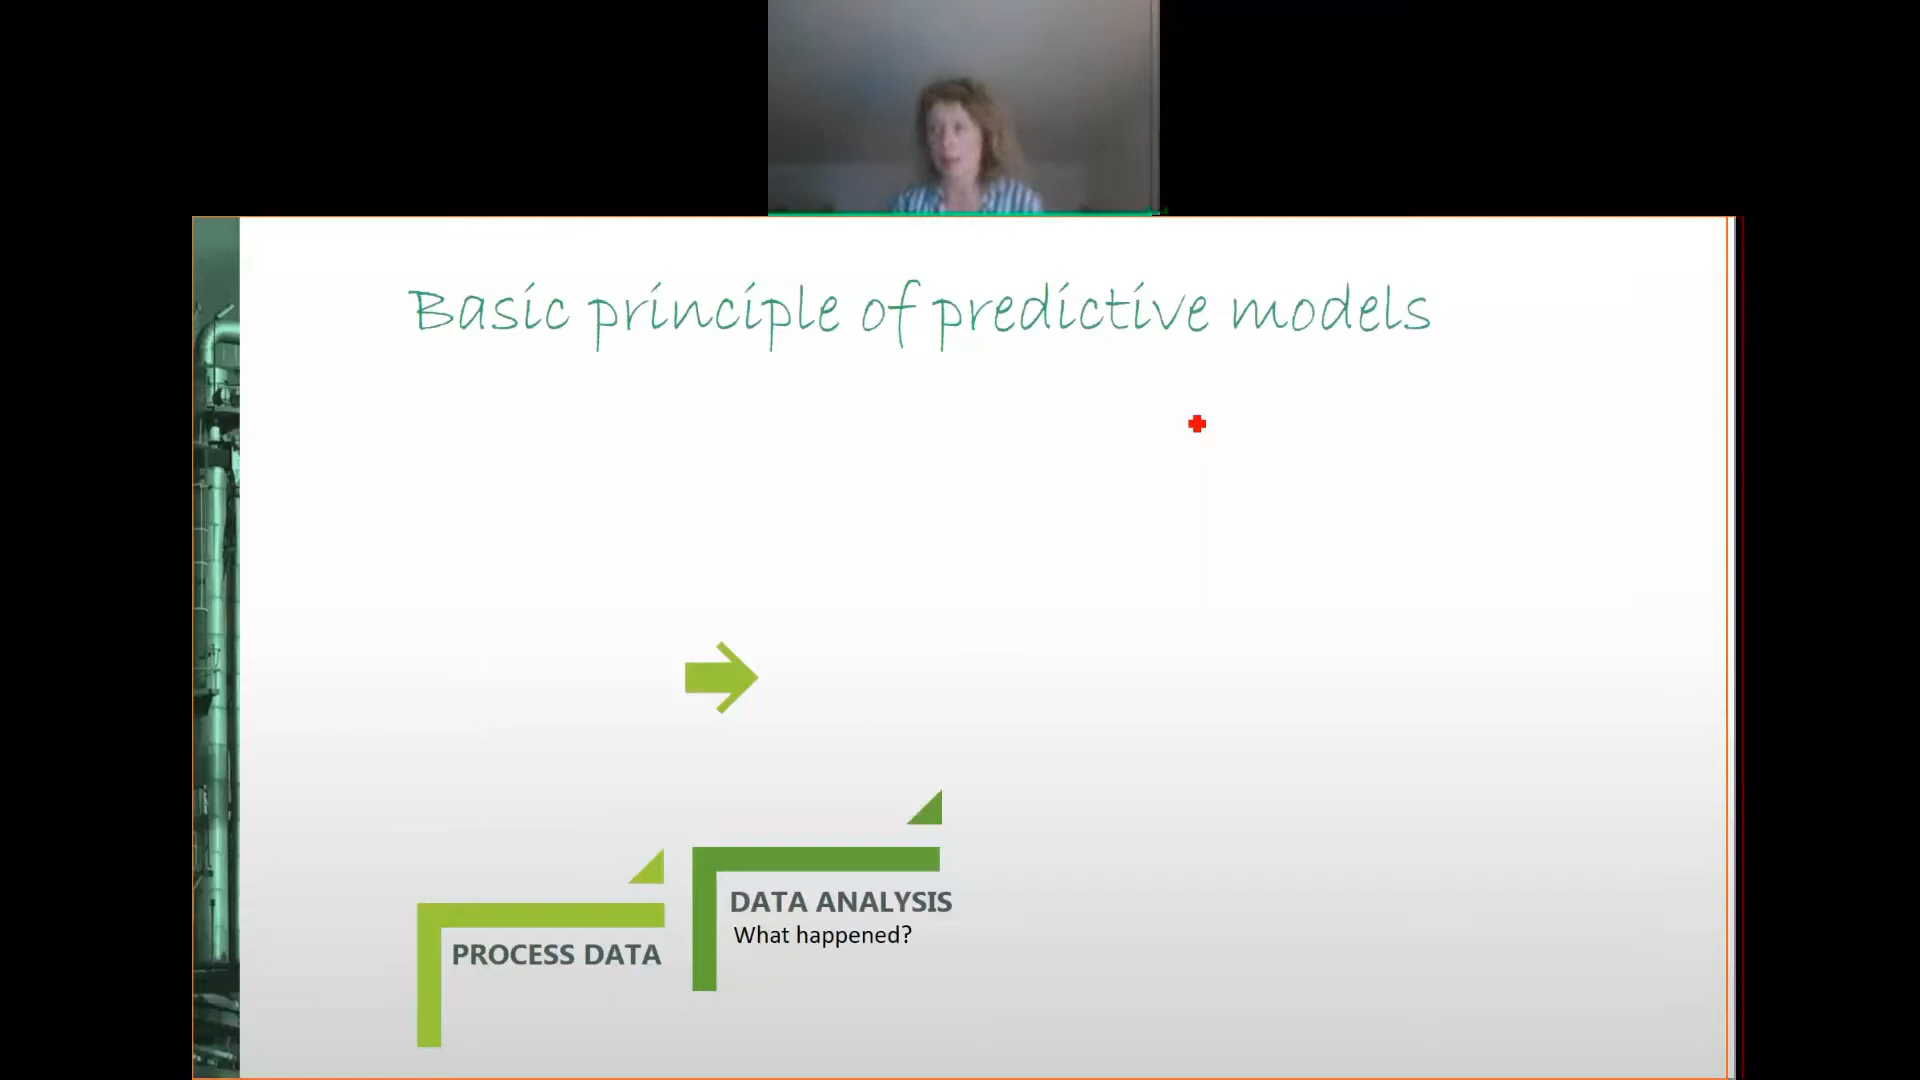 Basic principle of predictive models
DATA ANALYSIS
What happened?
PROCESS DATA